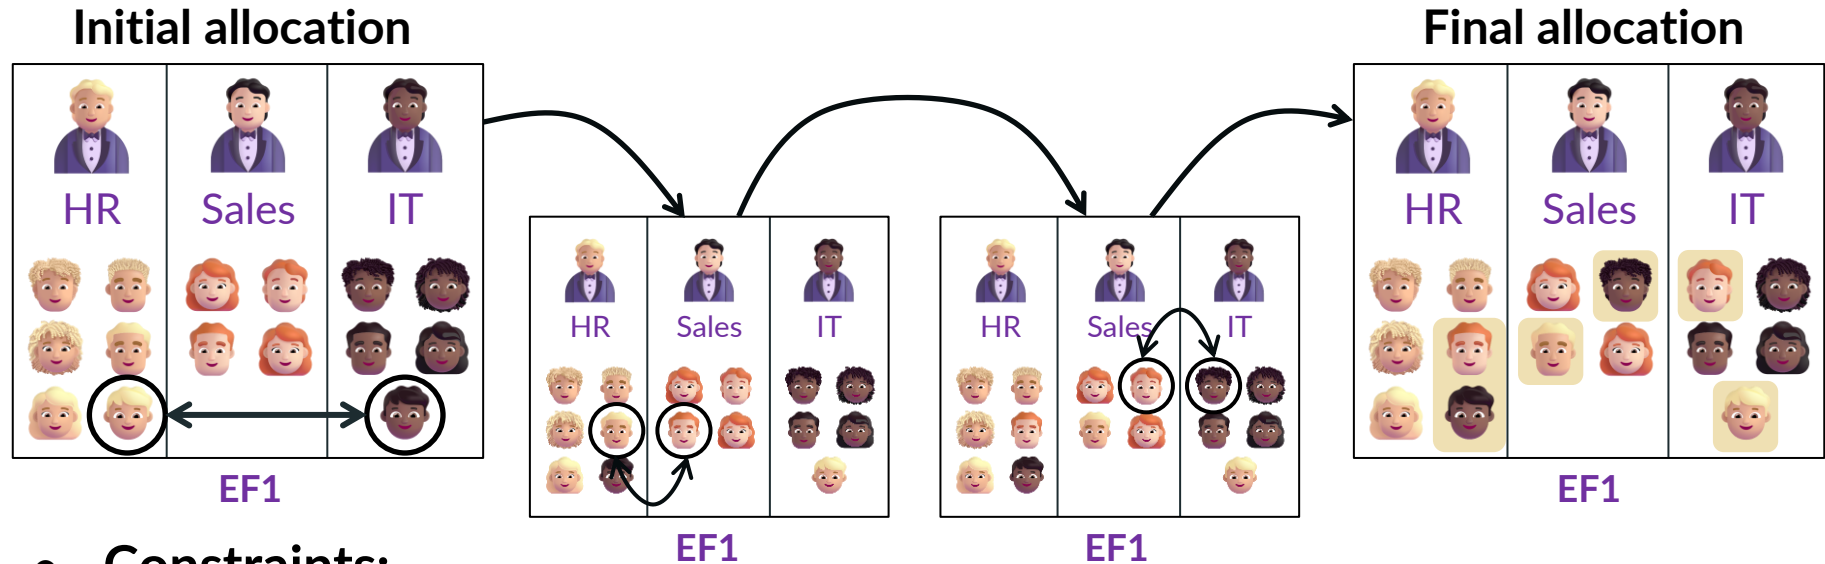 Initial allocation
Final allocation
HR Sales IT
HR Sales IT
HR Sales IT
HR Sales IT
EF1
EF1
EF1
EF1
• Constraints: